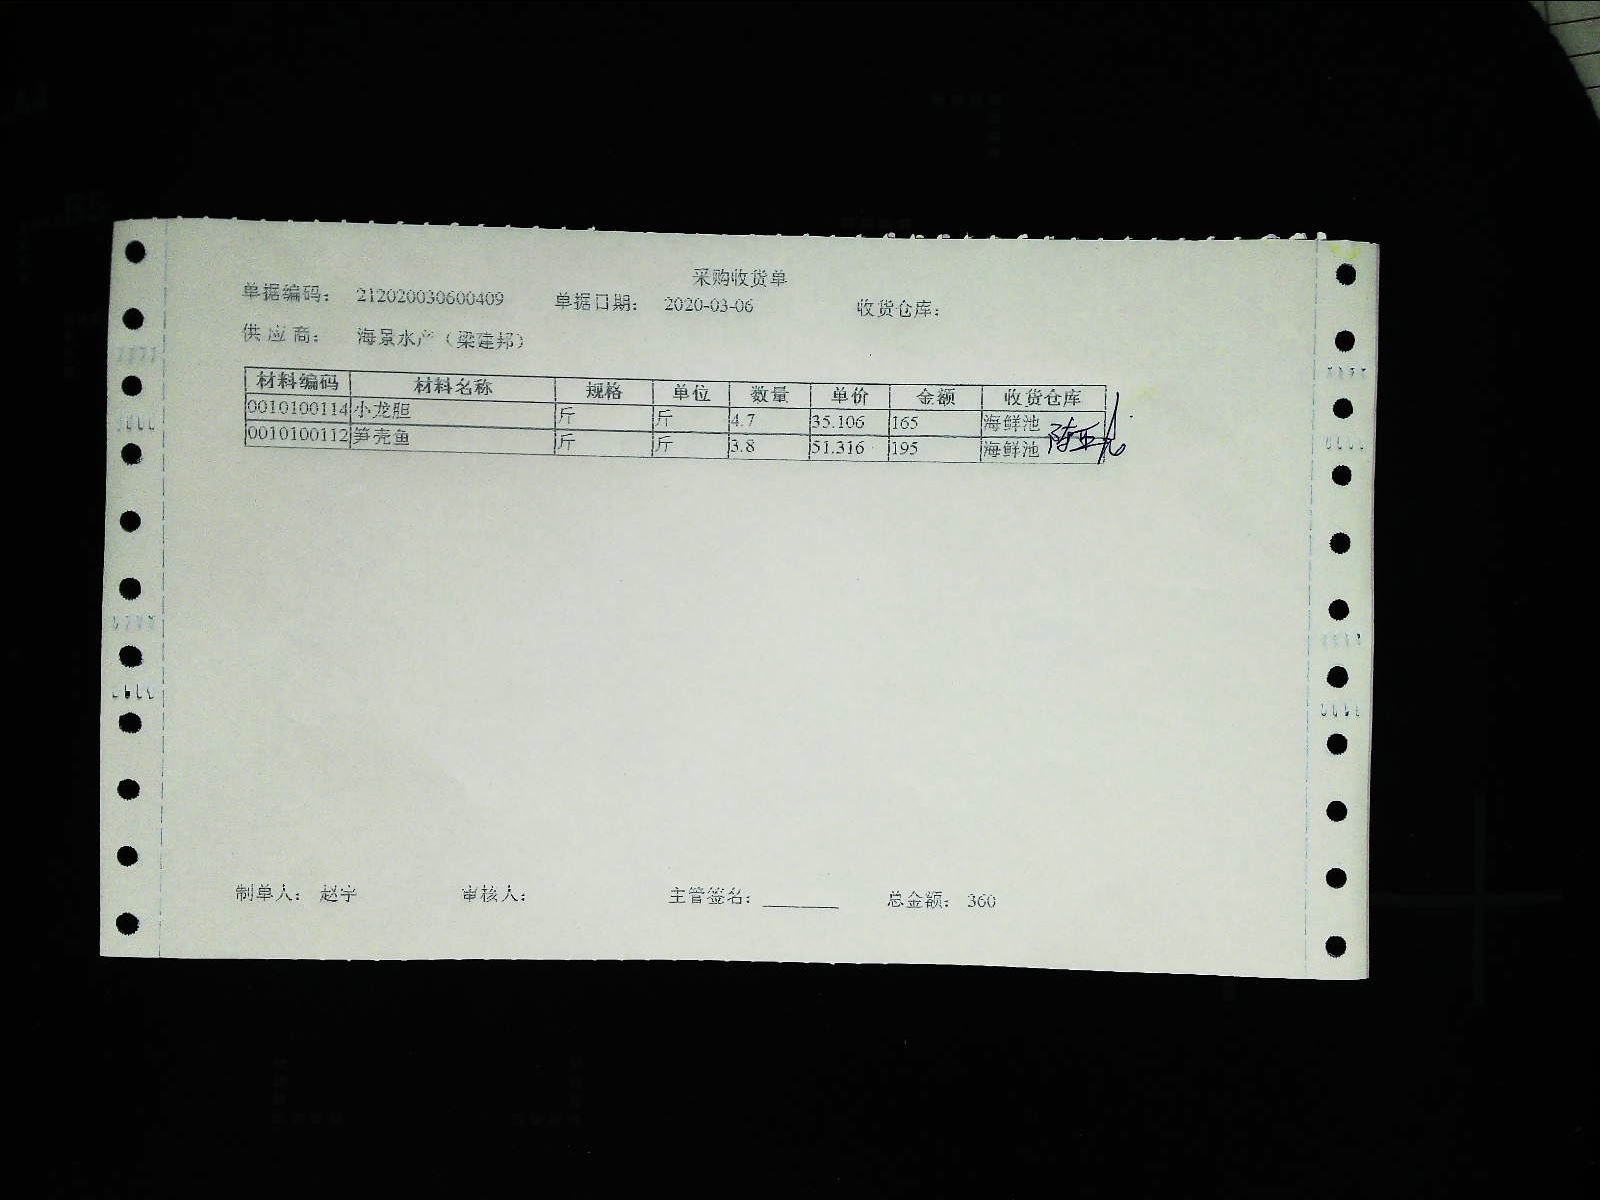 采购收货单
单据编码: 212020030600409 单据日期: 2020-03-06 收货仓库:
供应商: 海景水产（梁建邦）
材料编码 材料名称 规格 单位 数量 单价 金额 收货仓库
0010100114 小龙胆 斤 斤 4.7 35.106 165 海鲜池
0010100112 笋壳鱼 斤 斤 3.8 51.316 195 海鲜池
制单人: 赵宇 审核人: 主管签名: 总金额: 360